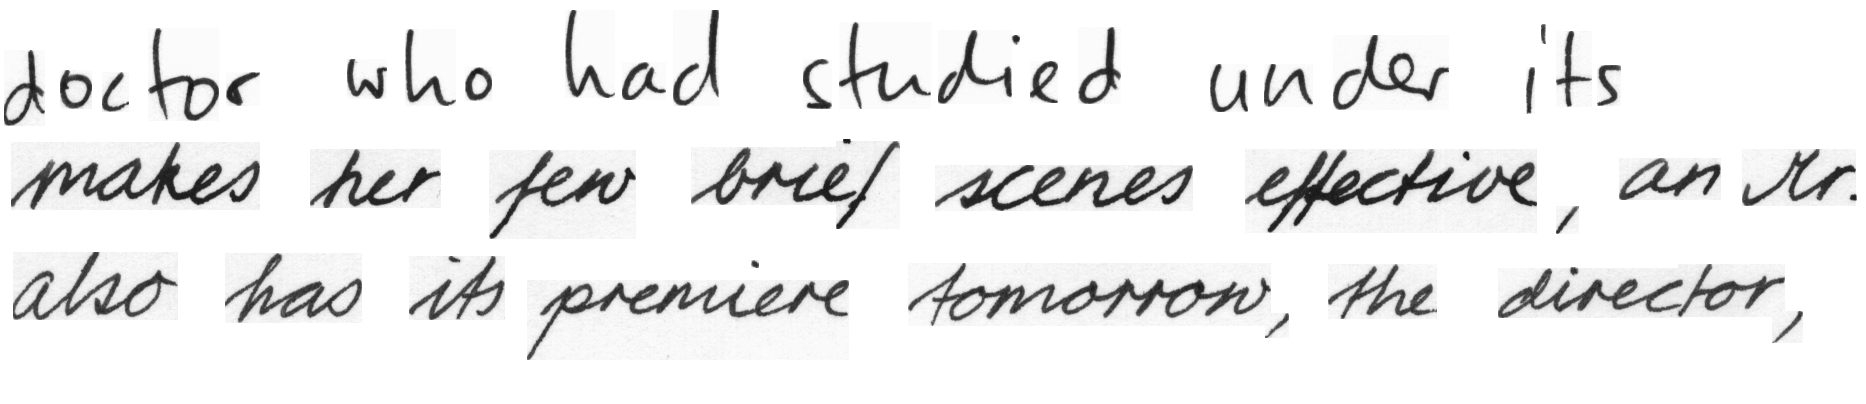 doctor who had studied under its
makes her few brief scenes effective, an Mr.
also has its premiere tomorrow, the director,